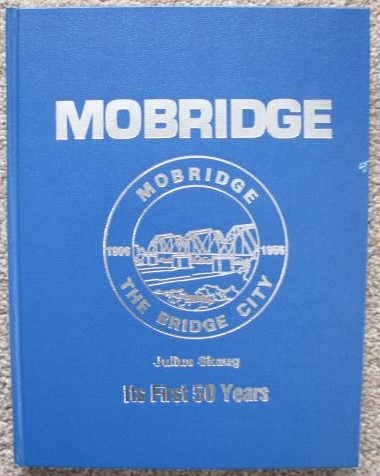 MOBRIDGE
MOBRIDGE
1906 1956
THE BRIDGE CITY
Julius Skaug
Its First 50 Years